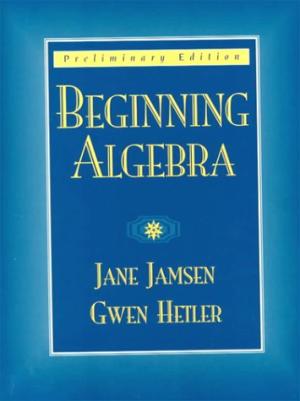 Preliminary Edition
BEGINNING
ALGEBRA
JANE JAMSEN
GWEN HETLER